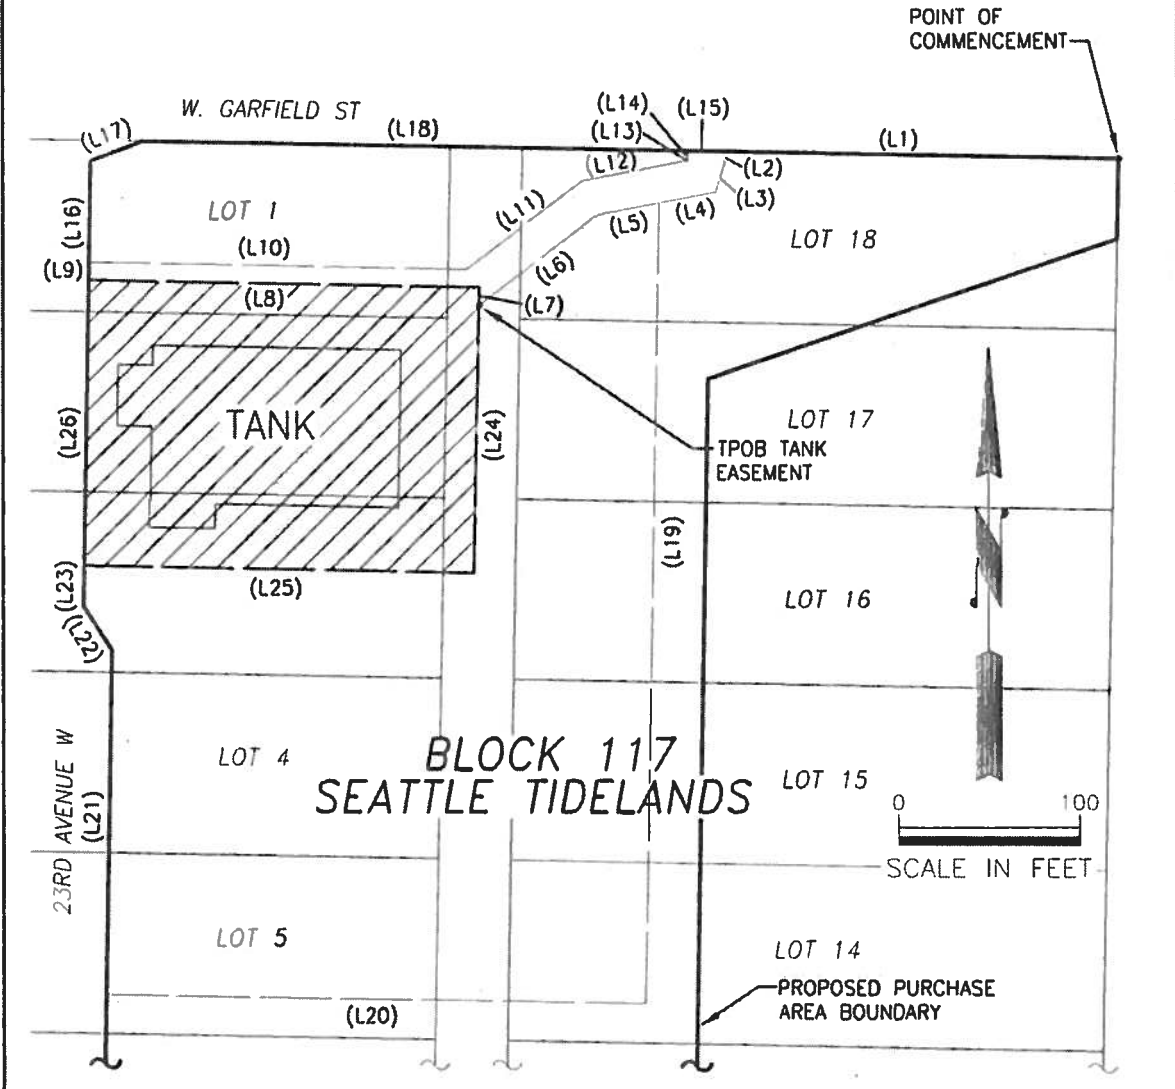 POINT OF
COMMENCEMENT
W. GARFIELD ST
(L14)
(L15)
(L17)
(L18)
(L13)
(L1)
(L12)
(L2)
(L3)
(L16)
LOT 1
(L11)
(L5)
(L4)
LOT 18
(L10)
(L9)
(L6)
(L8)
(L7)
TANK
(L26)
(L24)
LOT 17
TPOB TANK
EASEMENT
(L19)
(L23)
(L25)
LOT 16
(L22)
BLOCK 117
SEATTLE TIDELANDS
LOT 4
LOT 15
23RD AVENUE W
(L21)
0 100
SCALE IN FEET
LOT 5
LOT 14
PROPOSED PURCHASE
AREA BOUNDARY
(L20)
N